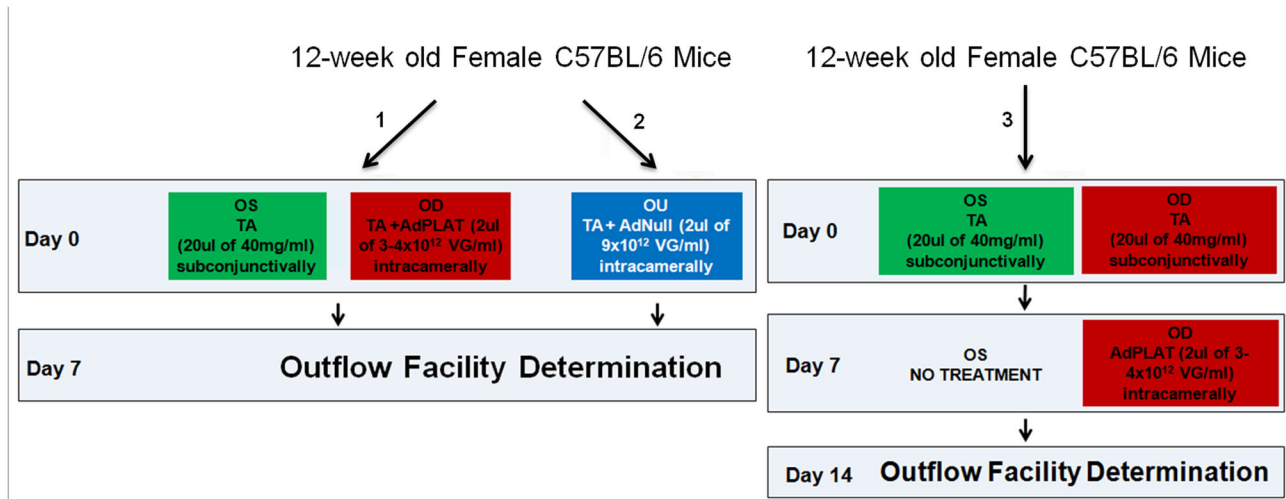 12-week old Female C57BL/6 Mice
1
2
Day 0
OS
TA
(20ul of 40mg/ml)
subconjunctivally
OD
TA +AdPLAT (2ul
of 3-4x10¹² VG/ml)
intracamerally
OU
TA + AdNull (2ul of
9x10¹² VG/ml)
intracamerally
Day 7
Outflow Facility Determination
12-week old Female C57BL/6 Mice
3
Day 0
OS
TA
(20ul of 40mg/ml)
subconjunctivally
OD
TA
(20ul of 40mg/ml)
subconjunctivally
Day 7
OS
NO TREATMENT
OD
AdPLAT (2ul of 3-
4x10¹² VG/ml)
intracamerally
Day 14
Outflow Facility Determination